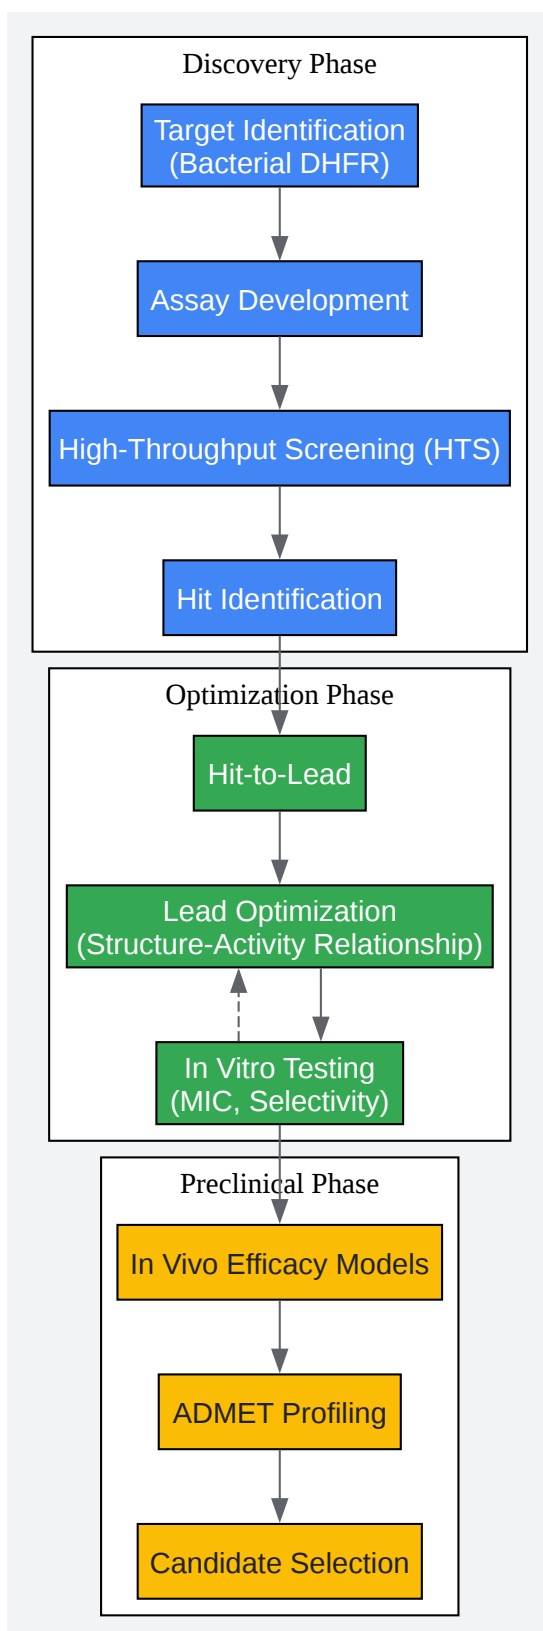 Discovery Phase
Target Identification
(Bacterial DHFR)
Assay Development
High-Throughput Screening (HTS)
Hit Identification
Optimization Phase
Hit-to-Lead
Lead Optimization
(Structure-Activity Relationship)
In Vitro Testing
(MIC, Selectivity)
Preclinical Phase
In Vivo Efficacy Models
ADMET Profiling
Candidate Selection